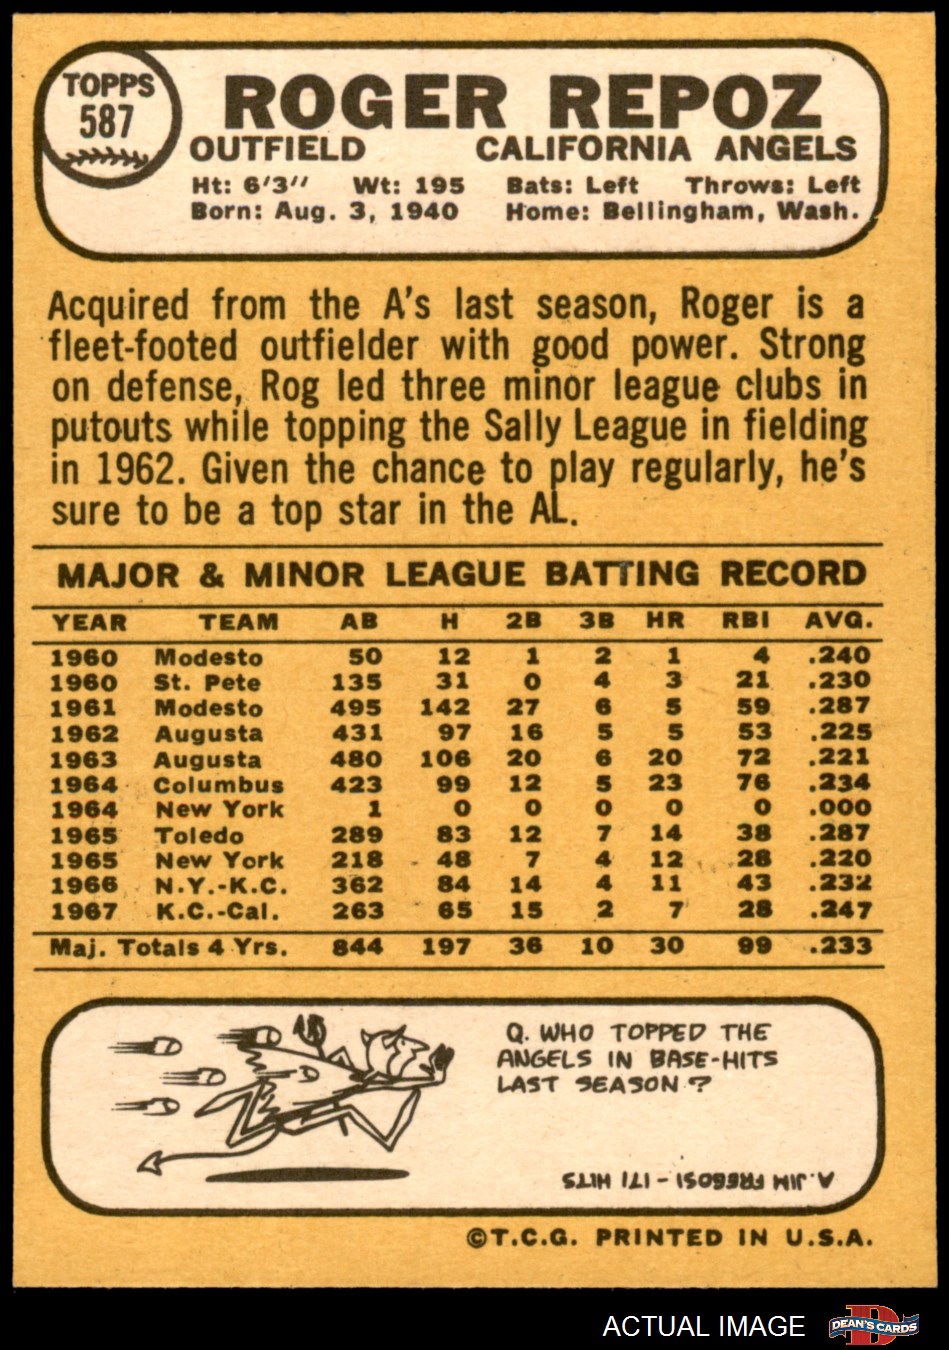 TOPPS
587
ROGER REPOZ
OUTFIELD CALIFORNIA ANGELS
Ht: 6'3" Wt: 195 Bats: Left Throws: Left
Born: Aug. 3, 1940 Home: Bellingham, Wash.
Acquired from the A's last season, Roger is a
fleet-footed outfielder with good power. Strong
on defense, Rog led three minor league clubs in
putouts while topping the Sally League in fielding
in 1962. Given the chance to play regularly, he's
sure to be a top star in the AL.
MAJOR & MINOR LEAGUE BATTING RECORD
YEAR TEAM AB H 2B 3B HR RBI AVG.
1960 Modesto 50 12 1 2 1 4 .240
1960 St. Pete 135 31 0 4 3 21 .230
1961 Modesto 495 142 27 6 5 59 .287
1962 Augusta 431 97 16 5 5 53 .225
1963 Augusta 480 106 20 6 20 72 .221
1964 Columbus 423 99 12 5 23 76 .234
1964 New York 1 0 0 0 0 0 .000
1965 Toledo 289 83 12 7 14 38 .287
1965 New York 218 48 7 4 12 28 .220
1966 N.Y.-K.C. 362 84 14 4 11 43 .232
1967 K.C.-Cal. 263 65 15 2 7 28 .247
Maj. Totals 4 Yrs. 844 197 36 10 30 99 .233
Q. WHO TOPPED THE
ANGELS IN BASE-HITS
LAST SEASON?
A. JIM FREGOSI - 171 HITS
©T.C.G. PRINTED IN U.S.A.
ACTUAL IMAGE
DEAN'S CARDS